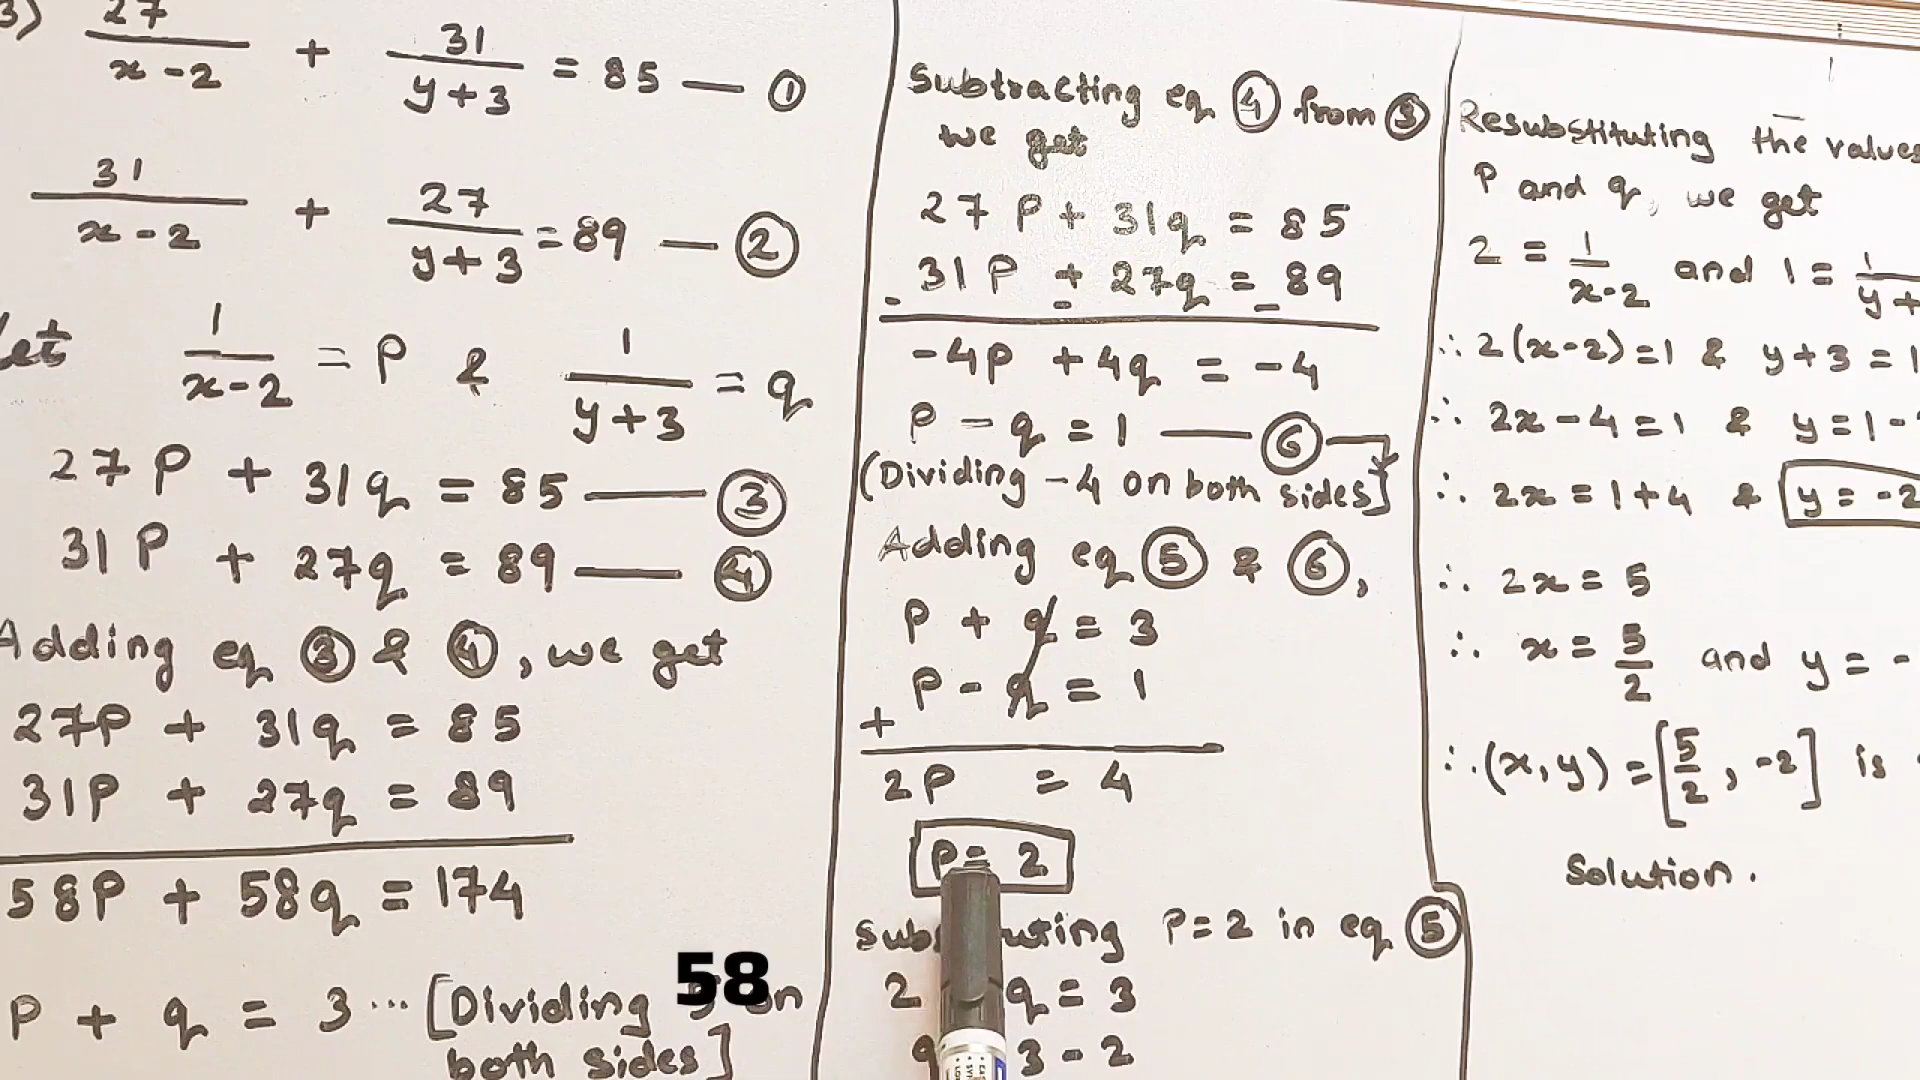 3) 27/(x-2) + 31/(y+3) = 85 — ①
31/(x-2) + 27/(y+3) = 89 — ②
let 1/(x-2) = P & 1/(y+3) = q
27P + 31q = 85 — ③
31P + 27q = 89 — ④
Adding eq ③ & ④, we get
27P + 31q = 85
31P + 27q = 89
58P + 58q = 174
P + q = 3 ... [Dividing 58 on
both sides]
Subtracting eq ④ from ③
we get
27P + 31q = 85
- 31P + 27q = 89
- -
-4P + 4q = -4
P - q = 1 — ⑥
(Dividing -4 on both sides]
Adding eq ⑤ & ⑥,
P + q = 3
P - q = 1
+
2P = 4
P = 2
P=2 in eq ⑤
2 q = 3
3 - 2
Resubstituting the values
P and q, we get
2 = 1/(x-2) and 1 = 1/(y+
∴ 2(x-2) = 1 & y+3 = 1
∴ 2x - 4 = 1 & y = 1 -
∴ 2x = 1+4 & y = -2
∴ 2x = 5
∴ x = 5/2 and y = -
∴ (x,y) = [5/2, -2] is
Solution.